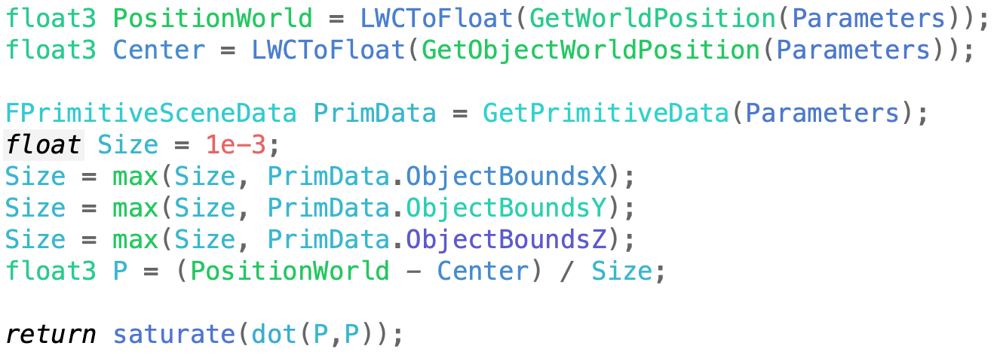 float3 PositionWorld = LWCToFloat(GetWorldPosition(Parameters));
float3 Center = LWCToFloat(GetObjectWorldPosition(Parameters));
FPrimitiveSceneData PrimData = GetPrimitiveData(Parameters);
float Size = 1e-3;
Size = max(Size, PrimData.ObjectBoundsX);
Size = max(Size, PrimData.ObjectBoundsY);
Size = max(Size, PrimData.ObjectBoundsZ);
float3 P = (PositionWorld - Center) / Size;
return saturate(dot(P,P));